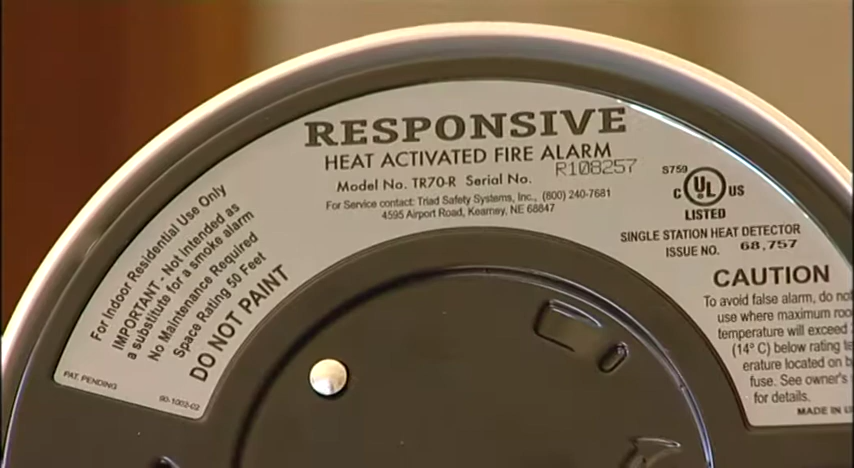 For Indoor Residential Use Only
IMPORTANT - Not Intended as
a substitute for a smoke alarm
No Maintenance Required
Space Rating 50 Feet
DO NOT PAINT
PAT. PENDING
90-1002-02
RESPONSIVE
HEAT ACTIVATED FIRE ALARM
R108257
Model No. TR70-R Serial No.
For Service contact: Triad Safety Systems, Inc., (800) 240-7681
4595 Airport Road, Kearney, NE 68847
S759
C UL US
LISTED
SINGLE STATION HEAT DETECTOR
ISSUE NO. 68,757
CAUTION
To avoid false alarm, do not
use where maximum
temperature will exceed
(14° C) below rating
erature located on
fuse. See owner's
for details.
MADE IN